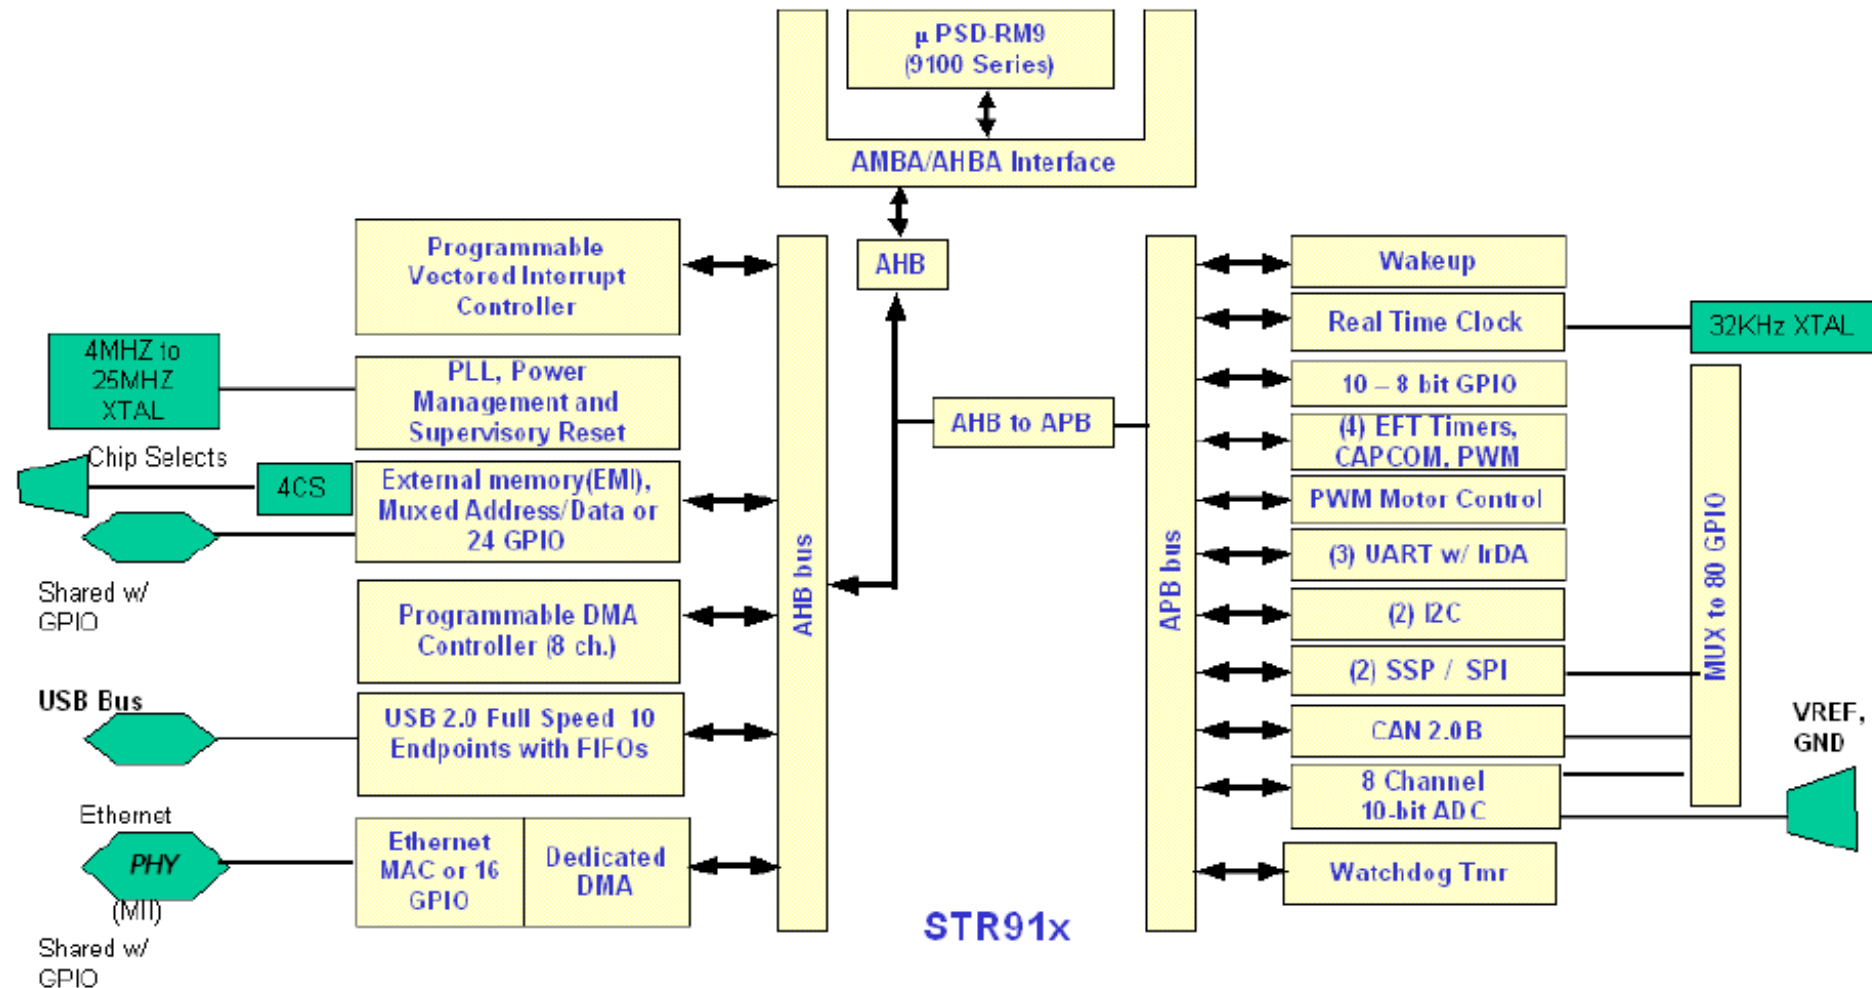 µ PSD-RM9
(9100 Series)
AMBA/AHBA Interface
AHB
Programmable
Vectored Interrupt
Controller
4MHZ to
25MHZ
XTAL
PLL, Power
Management and
Supervisory Reset
Chip Selects
4CS
External memory(EMI),
Muxed Address/Data or
24 GPIO
Shared w/
GPIO
Programmable DMA
Controller (8 ch.)
USB Bus
USB 2.0 Full Speed, 10
Endpoints with FIFOs
Ethernet
PHY
(MII)
Shared w/
GPIO
Ethernet
MAC or 16
GPIO
Dedicated
DMA
AHB bus
AHB to APB
STR91x
APB bus
Wakeup
Real Time Clock
32KHz XTAL
10 – 8 bit GPIO
(4) EFT Timers,
CAPCOM, PWM
PWM Motor Control
(3) UART w/ IrDA
(2) I2C
(2) SSP / SPI
CAN 2.0B
8 Channel
10-bit ADC
Watchdog Tmr
MUX to 80 GPIO
VREF,
GND